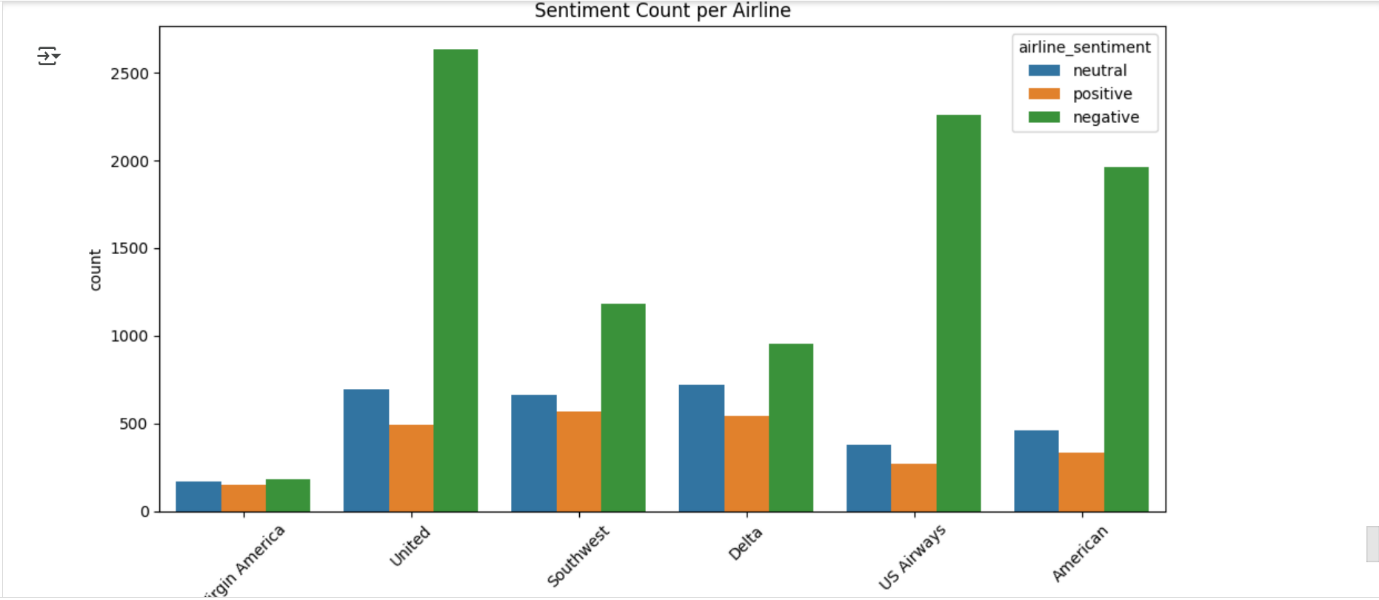 Sentiment Count per Airline
airline_sentiment
neutral
positive
negative
count
2500
2000
1500
1000
500
0
irgin America
United
Southwest
Delta
US Airways
American